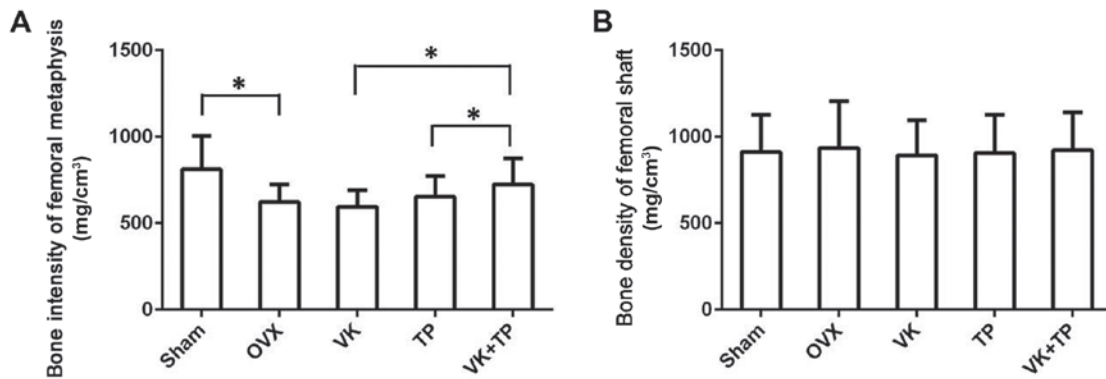 A
Bone intensity of femoral metaphysis
(mg/cm³)
1500
1000
500
0
*
*
*
Sham
OVX
VK
TP
VK+TP
B
Bone density of femoral shaft
(mg/cm³)
1500
1000
500
0
Sham
OVX
VK
TP
VK+TP